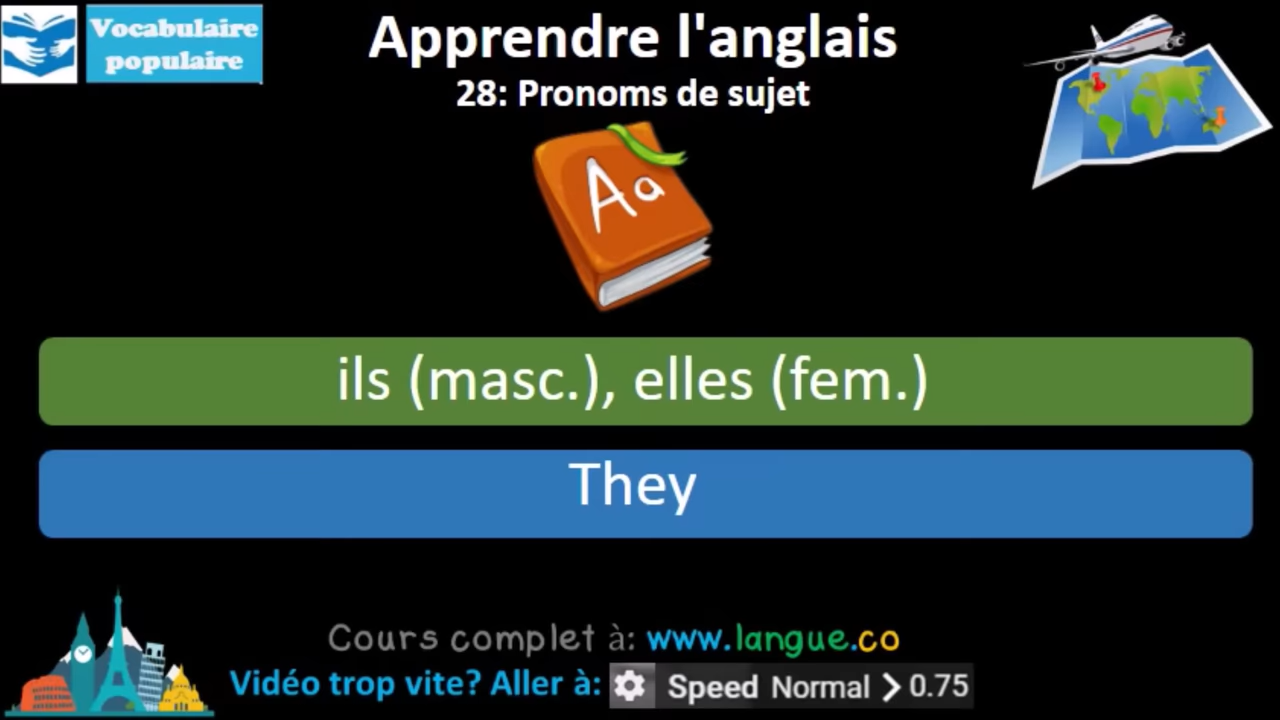 Vocabulaire
populaire
Apprendre l'anglais
28: Pronoms de sujet
Aa
ils (masc.), elles (fem.)
They
Cours complet à: www.langue.co
Vidéo trop vite? Aller à: Speed Normal > 0.75